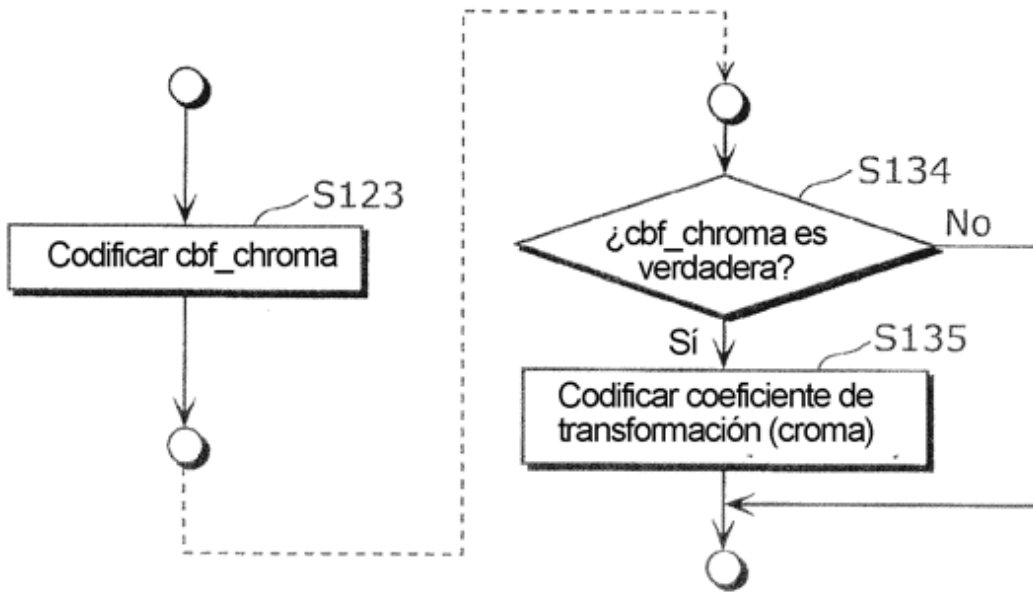 S123
Codificar cbf_chroma
S134
¿cbf_chroma es
verdadera?
No
Sí
S135
Codificar coeficiente de
transformación (croma)